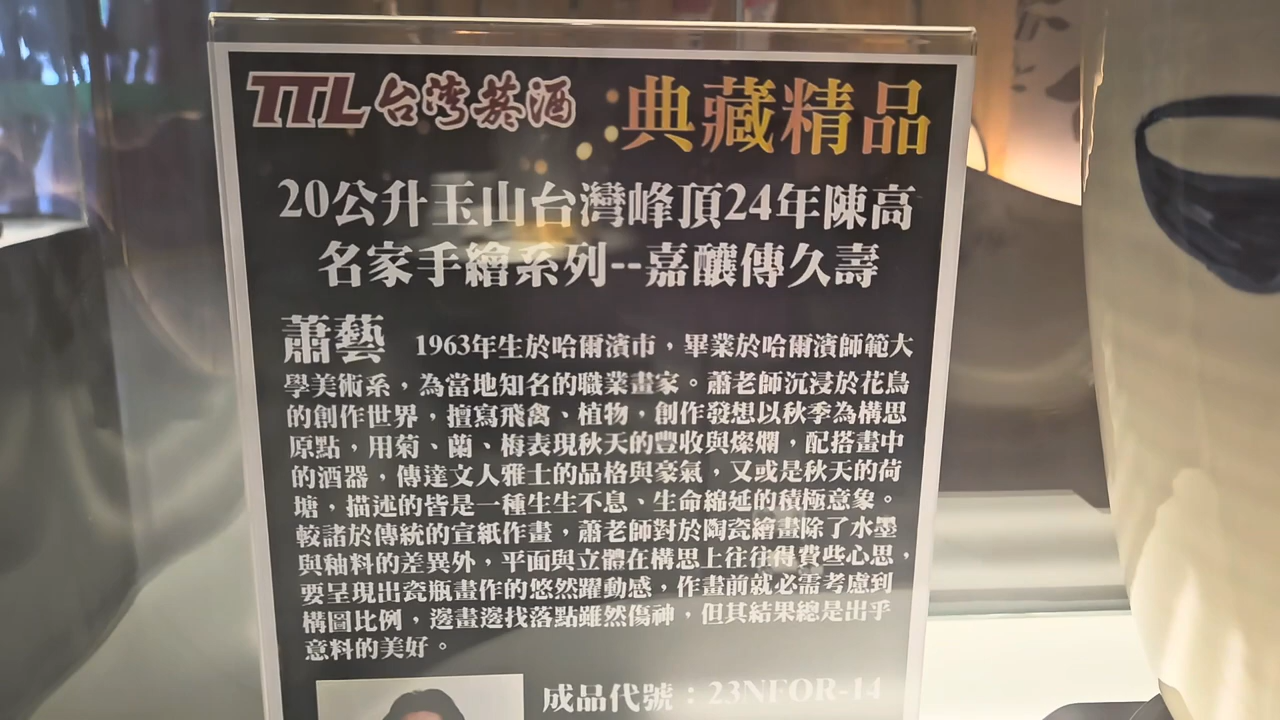 TTL 台灣菸酒 典藏精品
20公升玉山台灣峰頂24年陳高
名家手繪系列--嘉釀傳久壽
蕭藝 1963年生於哈爾濱市，畢業於哈爾濱師範大
學美術系，為當地知名的職業畫家。蕭老師沉浸於花鳥
的創作世界，擅寫飛禽、植物，創作發想以秋季為構思
原點，用菊、蘭、梅表現秋天的豐收與燦爛，配搭畫中
的酒器，傳達文人雅士的品格與豪氣，又或是秋天的荷
塘，描述的皆是一種生生不息、生命綿延的積極意象。
較諸於傳統的宣紙作畫，蕭老師對於陶瓷繪畫除了水墨
與釉料的差異外，平面與立體在構思上往往得費些心思，
要呈現出瓷瓶畫作的悠然躍動感，作畫前就必需考慮到
構圖比例，邊畫邊找落點雖然傷神，但其結果總是出乎
意料的美好。
成品代號：23NFOR-14